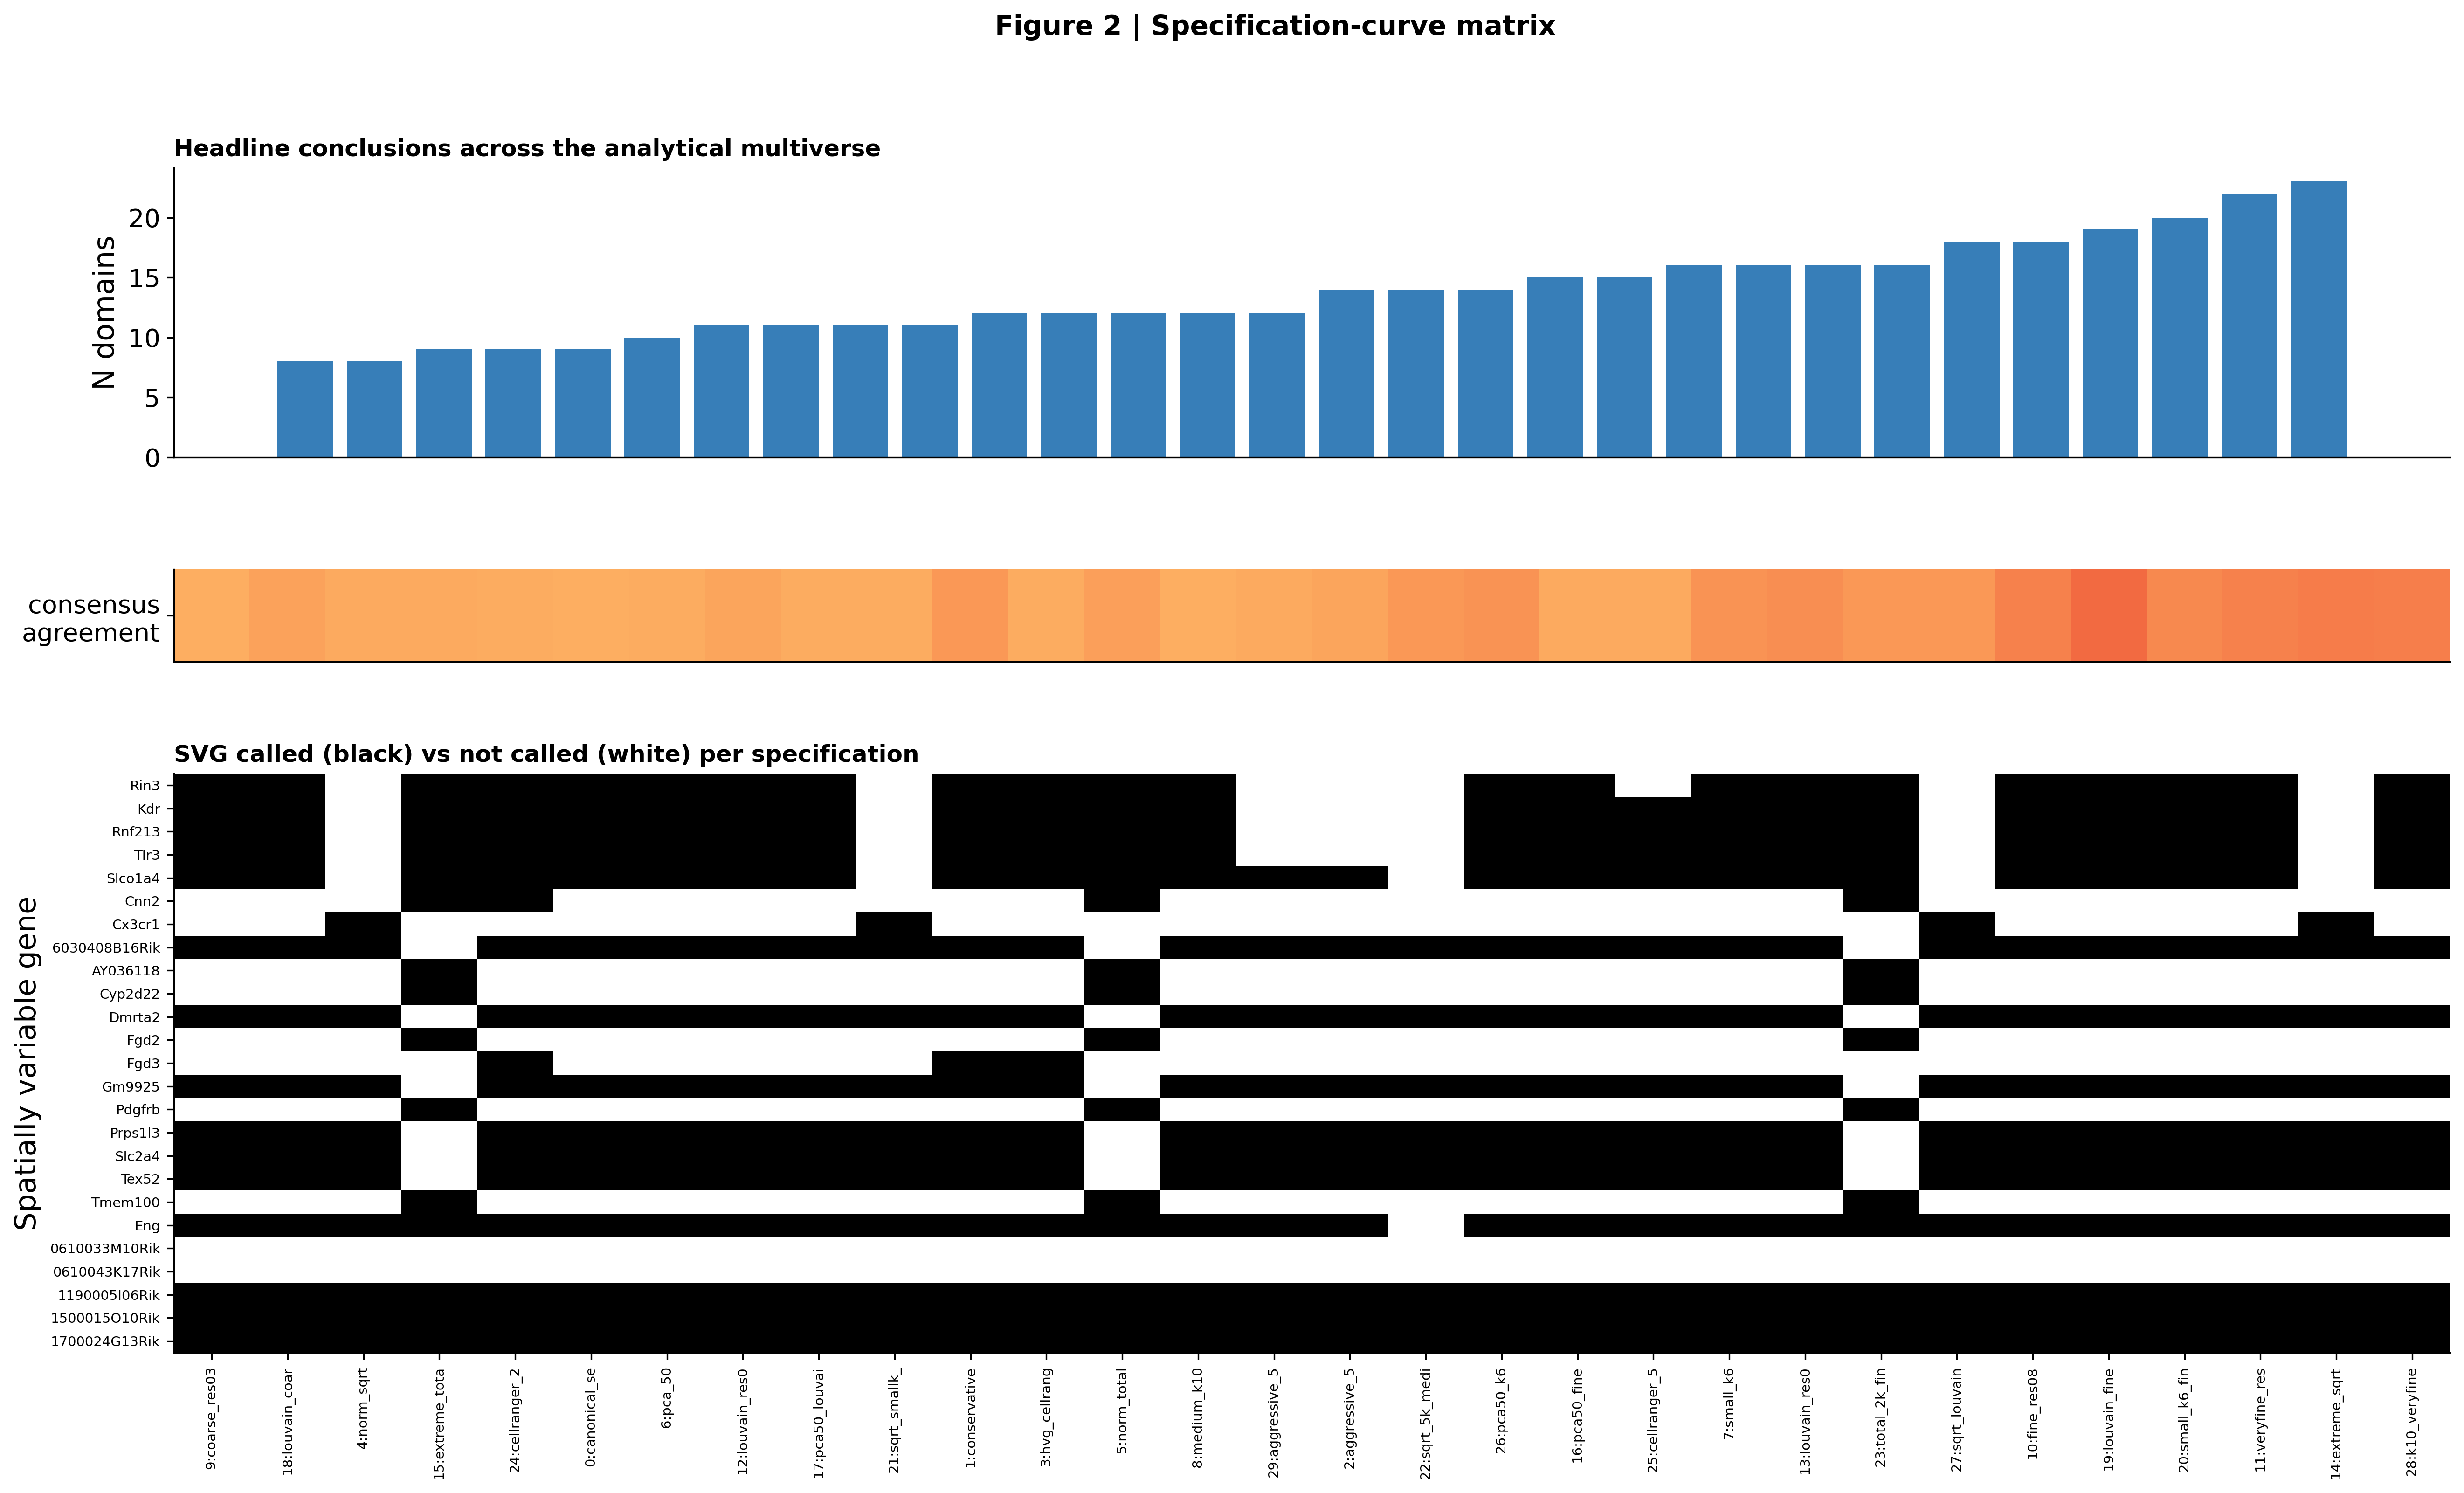 Figure 2 | Specification-curve matrix
Headline conclusions across the analytical multiverse
N domains
20
15
10
5
0
consensus
agreement
SVG called (black) vs not called (white) per specification
Spatially variable gene
Rin3
Kdr
Rnf213
Tlr3
Slco1a4
Cnn2
Cx3cr1
6030408B16Rik
AY036118
Cyp2d22
Dmrta2
Fgd2
Fgd3
Gm9925
Pdgfrb
Prps1l3
Slc2a4
Tex52
Tmem100
Eng
0610033M10Rik
0610043K17Rik
1190005I06Rik
1500015O10Rik
1700024G13Rik
9:coarse_res03
18:louvain_coar
4:norm_sqrt
15:extreme_tota
24:cellranger_2
0:canonical_se
6:pca_50
12:louvain_res0
17:pca50_louvai
21:sqrt_smallk_
1:conservative
3:hvg_cellrang
5:norm_total
8:medium_k10
29:aggressive_5
2:aggressive_5
22:sqrt_5k_medi
26:pca50_k6
16:pca50_fine
25:cellranger_5
7:small_k6
13:louvain_res0
23:total_2k_fin
27:sqrt_louvain
10:fine_res08
19:louvain_fine
20:small_k6_fin
11:veryfine_res
14:extreme_sqrt
28:k10_veryfine